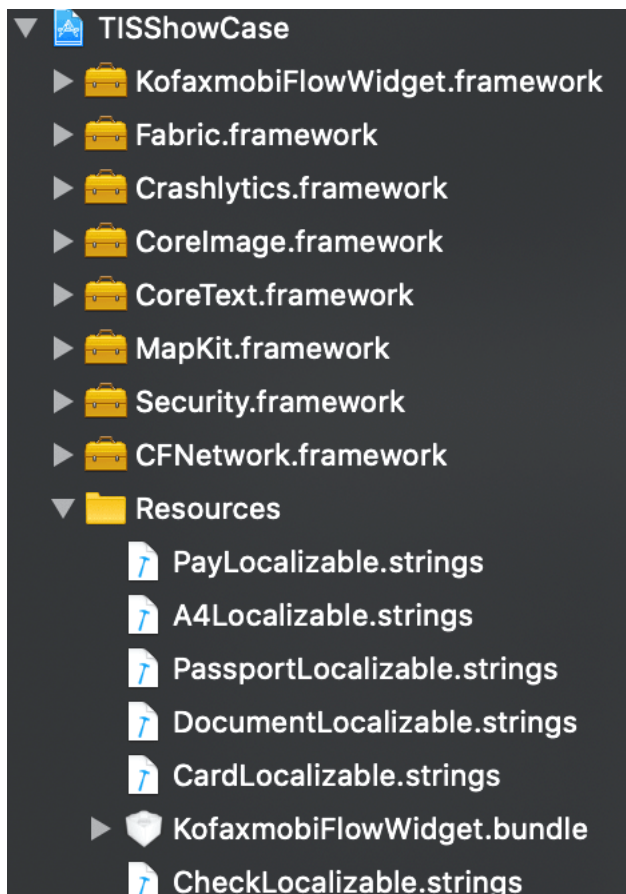 TISShowCase
KofaxmobiFlowWidget.framework
Fabric.framework
Crashlytics.framework
CoreImage.framework
CoreText.framework
MapKit.framework
Security.framework
CFNetwork.framework
Resources
PayLocalizable.strings
A4Localizable.strings
PassportLocalizable.strings
DocumentLocalizable.strings
CardLocalizable.strings
KofaxmobiFlowWidget.bundle
CheckLocalizable.strings